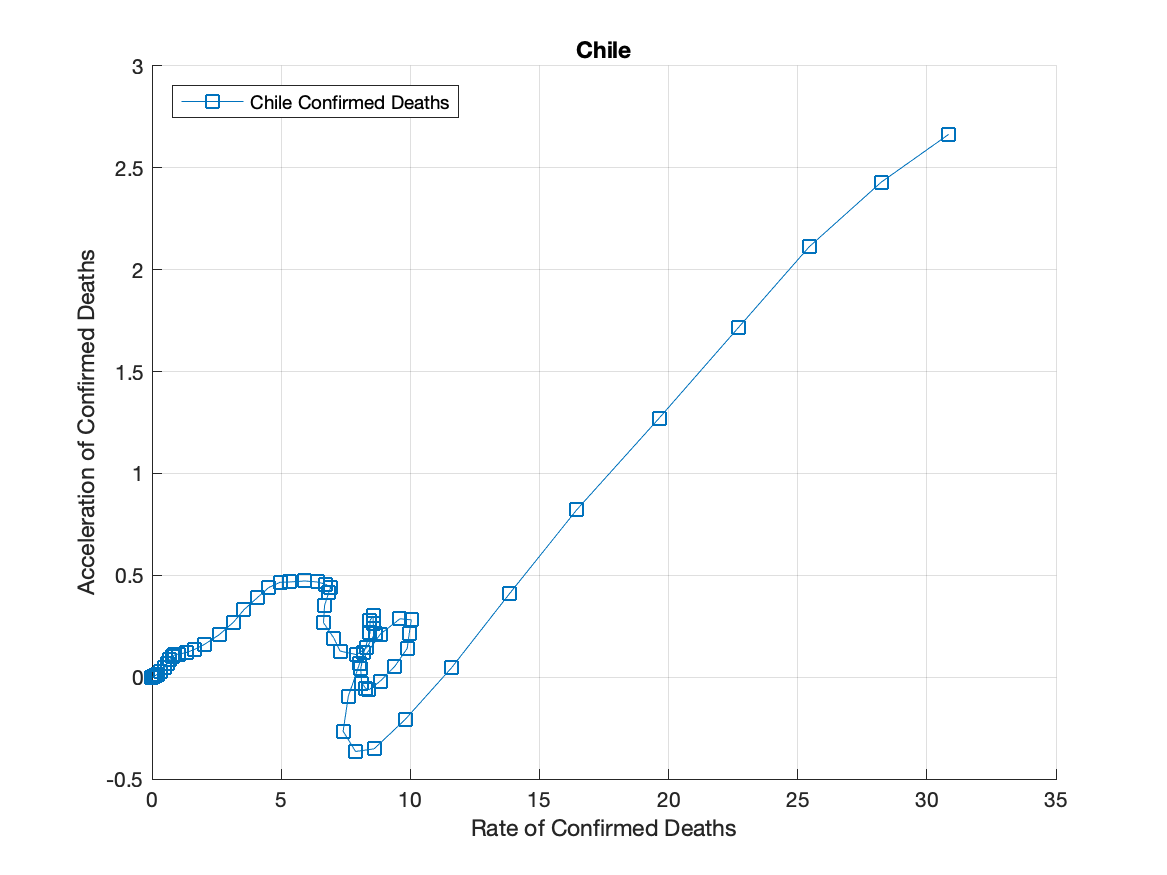 Chile
Chile Confirmed Deaths
3
2.5
2
1.5
1
0.5
0
-0.5
Acceleration of Confirmed Deaths
0 5 10 15 20 25 30 35
Rate of Confirmed Deaths